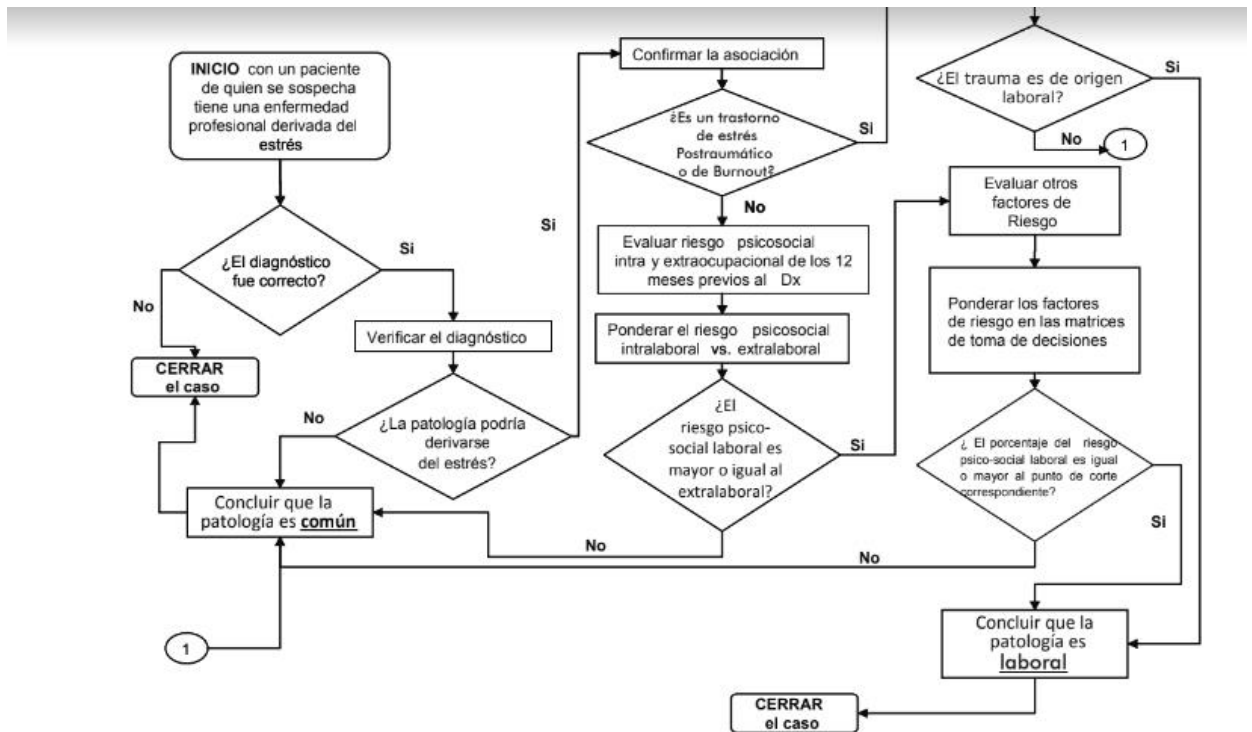 INICIO con un paciente
de quien se sospecha
tiene una enfermedad
profesional derivada del
estrés
¿El diagnóstico
fue correcto?
Si
No
Verificar el diagnóstico
CERRAR
el caso
¿La patología podría
derivarse
del estrés?
No
Si
Concluir que la
patología es común
1
Confirmar la asociación
¿Es un trastorno
de estrés
Postraumático
o de Burnout?
Si
No
Evaluar riesgo psicosocial
intra y extraocupacional de los 12
meses previos al Dx
Ponderar el riesgo psicosocial
intralaboral vs. extralaboral
¿El
riesgo psico-
social laboral es
mayor o igual al
extralaboral?
Si
No
¿El trauma es de origen
laboral?
Si
No
1
Evaluar otros
factores de
Riesgo
Ponderar los factores
de riesgo en las matrices
de toma de decisiones
¿ El porcentaje del riesgo
psico-social laboral es igual
o mayor al punto de corte
correspondiente?
Si
No
Concluir que la
patología es
laboral
CERRAR
el caso